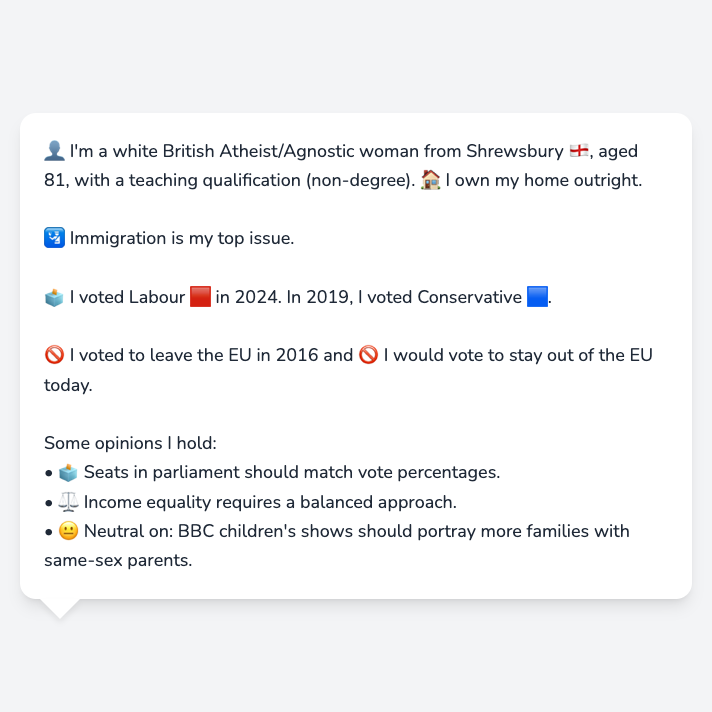 👤 I'm a white British Atheist/Agnostic woman from Shrewsbury 🏴󠁧󠁢󠁥󠁮󠁧󠁿, aged
81, with a teaching qualification (non-degree). 🏠 I own my home outright.
🛂 Immigration is my top issue.
🗳️ I voted Labour 🟥 in 2024. In 2019, I voted Conservative 🟦.
🚫 I voted to leave the EU in 2016 and 🚫 I would vote to stay out of the EU
today.
Some opinions I hold:
• 🗳️ Seats in parliament should match vote percentages.
• ⚖️ Income equality requires a balanced approach.
• 😐 Neutral on: BBC children's shows should portray more families with
same-sex parents.